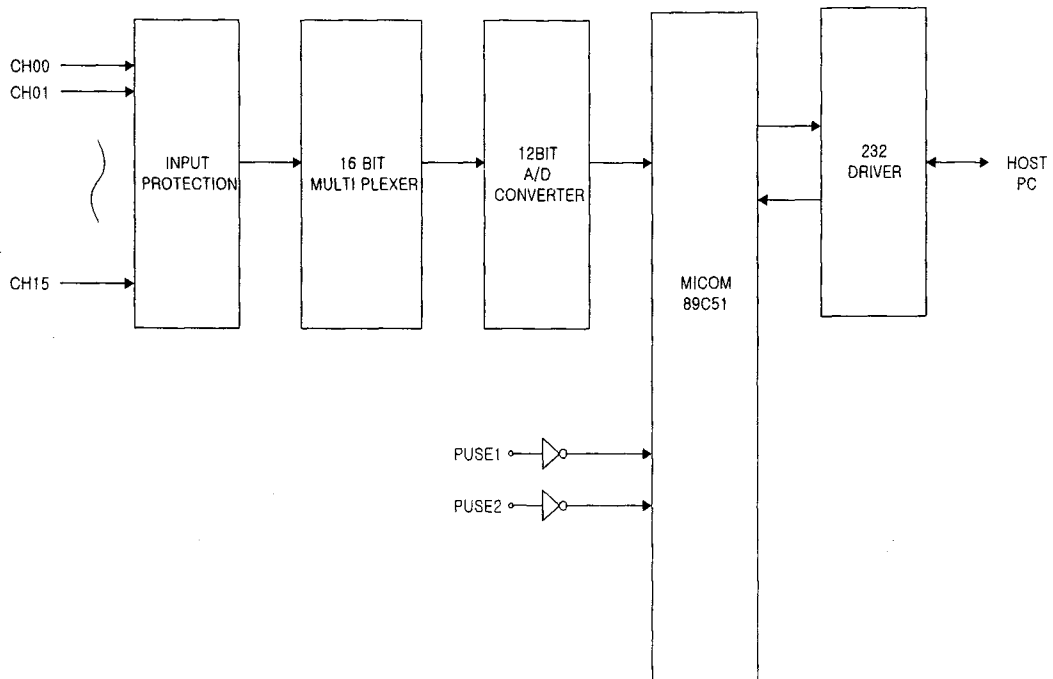 CH00
CH01
CH15
INPUT
PROTECTION
16 BIT
MULTI PLEXER
12BIT
A/D
CONVERTER
MICOM
89C51
232
DRIVER
HOST
PC
PUSE1
PUSE2